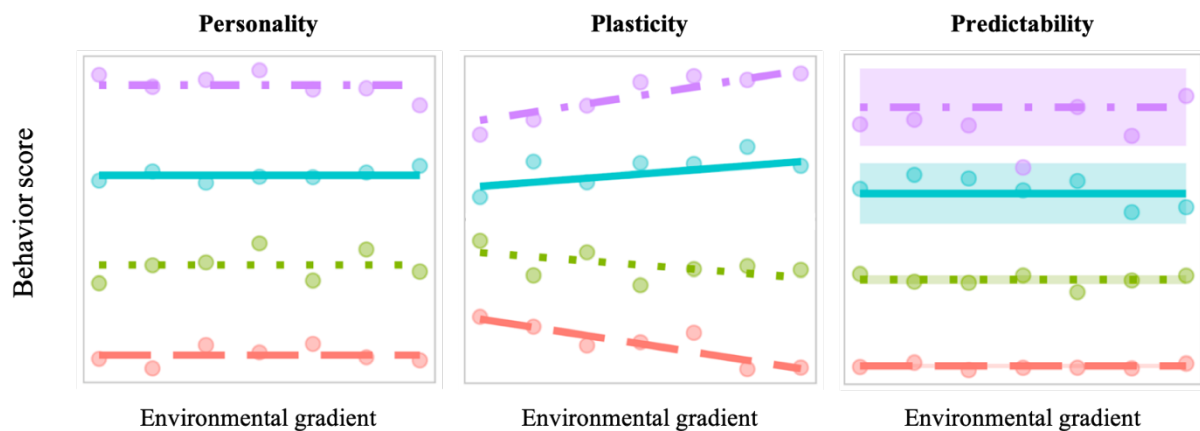 Personality
Plasticity
Predictability
Behavior score
Environmental gradient
Environmental gradient
Environmental gradient